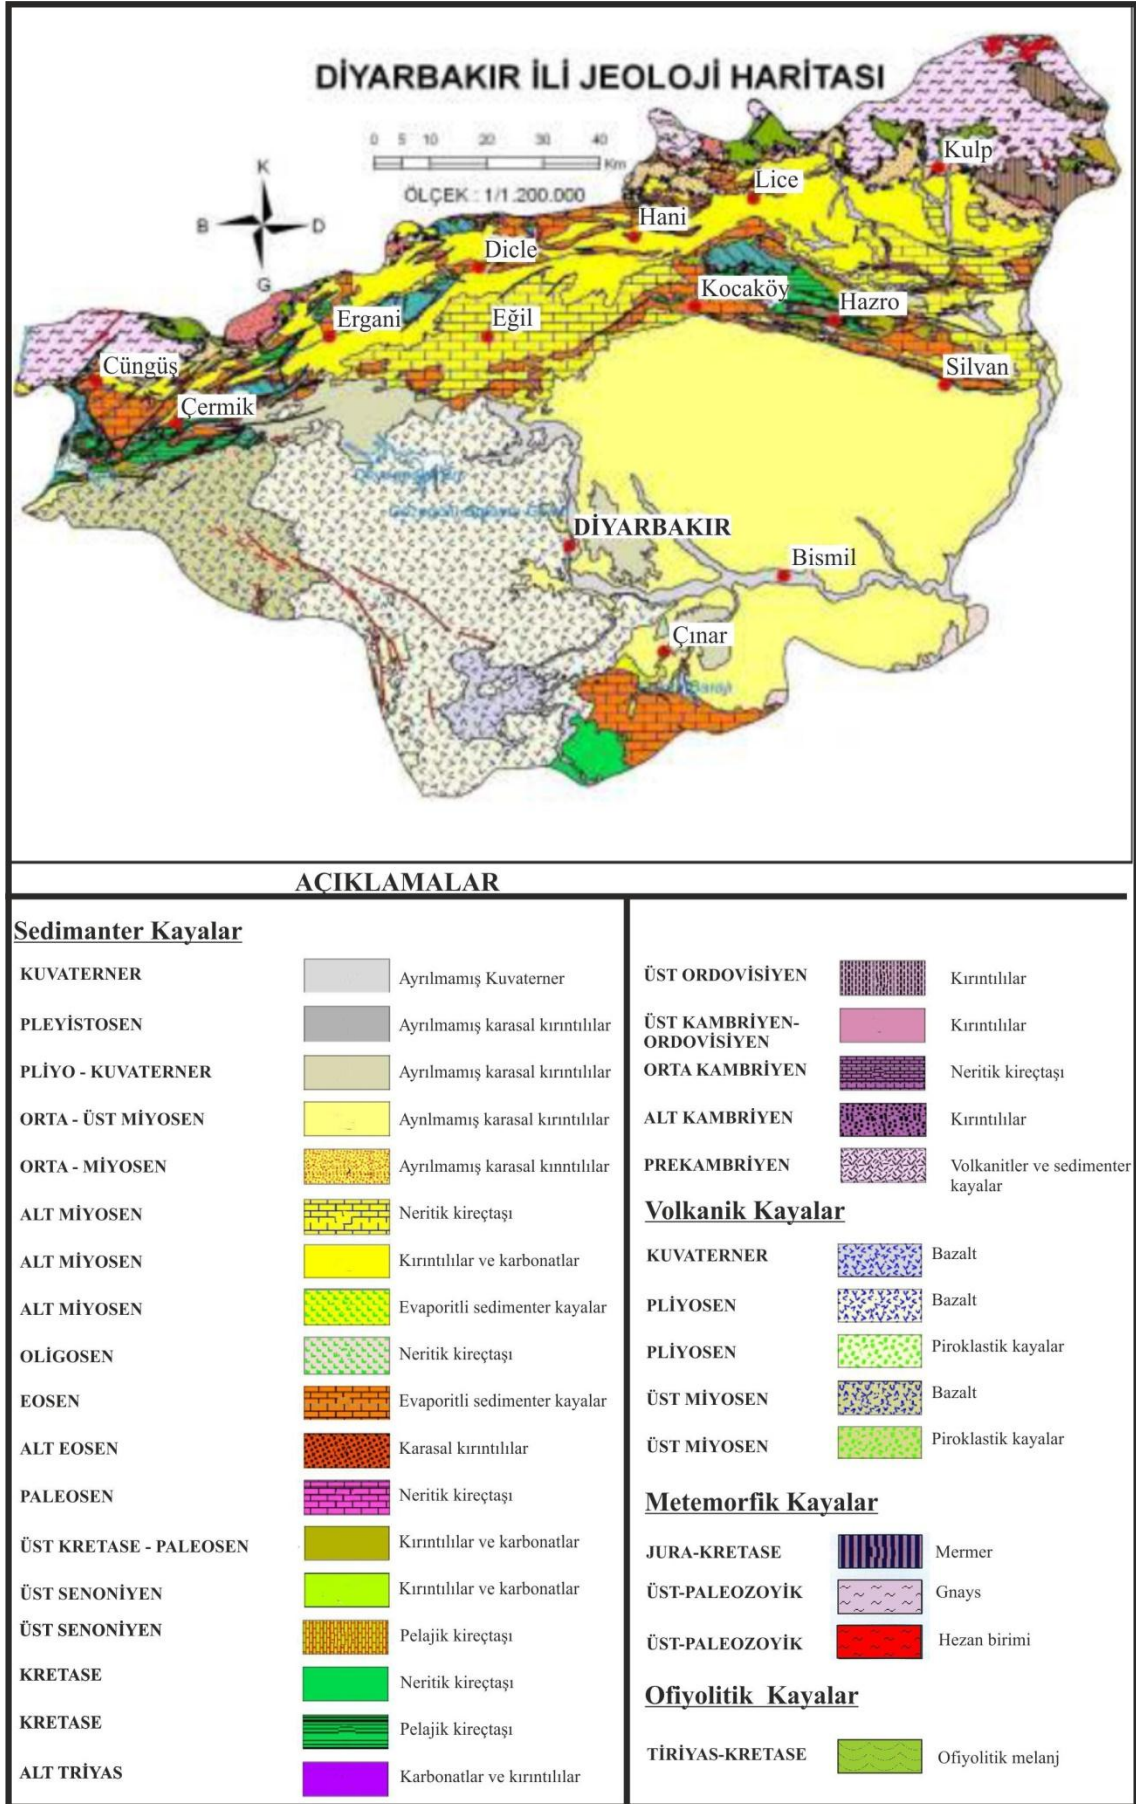 DİYARBAKIR İLİ JEOLOJİ HARİTASI
0 5 10 20 30 40
Km
ÖLÇEK : 1/1.200.000
K
B D
G
Kulp
Lice
Hani
Dicle
Kocaköy
Hazro
Ergani
Eğil
Silvan
Cüngüş
Çermik
DİYARBAKIR
Bismil
Çınar
Barajı
AÇIKLAMALAR
Sedimanter Kayalar
KUVATERNER Ayrılmamış Kuvaterner
PLEYİSTOSEN Ayrılmamış karasal kırıntılılar
PLİYO - KUVATERNER Ayrılmamış karasal kırıntılılar
ORTA - ÜST MİYOSEN Aynlmamış karasal kırıntılılar
ORTA - MİYOSEN Ayrılmamış karasal kınntılılar
ALT MİYOSEN Neritik kireçtaşı
ALT MİYOSEN Kırıntılılar ve karbonatlar
ALT MİYOSEN Evaporitli sedimenter kayalar
OLİGOSEN Neritik kireçtaşı
EOSEN Evaporitli sedimenter kayalar
ALT EOSEN Karasal kırıntılılar
PALEOSEN Neritik kireçtaşı
ÜST KRETASE - PALEOSEN Kırıntılılar ve karbonatlar
ÜST SENONİYEN Kırıntılılar ve karbonatlar
ÜST SENONİYEN Pelajik kireçtaşı
KRETASE Neritik kireçtaşı
KRETASE Pelajik kireçtaşı
ALT TRİYAS Karbonatlar ve kırıntılılar
ÜST ORDOVİSİYEN Kırıntılılar
ÜST KAMBRİYEN-
ORDOVİSİYEN Kırıntılılar
ORTA KAMBRİYEN Neritik kireçtaşı
ALT KAMBRİYEN Kırıntılılar
PREKAMBRİYEN Volkanitler ve sedimenter
kayalar
Volkanik Kayalar
KUVATERNER Bazalt
PLİYOSEN Bazalt
PLİYOSEN Piroklastik kayalar
ÜST MİYOSEN Bazalt
ÜST MİYOSEN Piroklastik kayalar
Metemorfik Kayalar
JURA-KRETASE Mermer
ÜST-PALEOZOYİK Gnays
ÜST-PALEOZOYİK Hezan birimi
Ofiyolitik Kayalar
TİRİYAS-KRETASE Ofiyolitik melanj